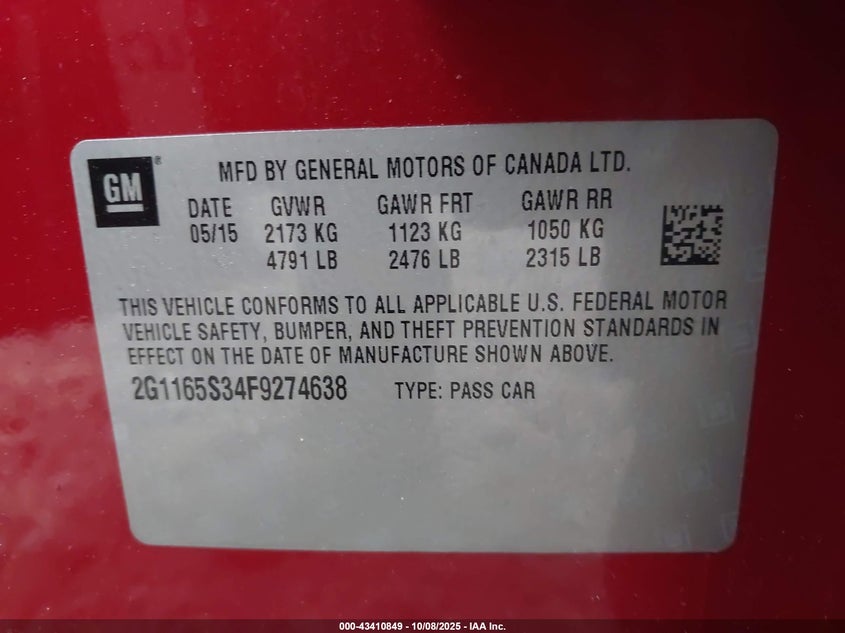 GM®
MFD BY GENERAL MOTORS OF CANADA LTD.
DATE GVWR GAWR FRT GAWR RR
05/15 2173 KG 1123 KG 1050 KG
4791 LB 2476 LB 2315 LB
THIS VEHICLE CONFORMS TO ALL APPLICABLE U.S. FEDERAL MOTOR
VEHICLE SAFETY, BUMPER, AND THEFT PREVENTION STANDARDS IN
EFFECT ON THE DATE OF MANUFACTURE SHOWN ABOVE.
2G1165S34F9274638 TYPE: PASS CAR
000-43410849 - 10/08/2025 - IAA Inc.